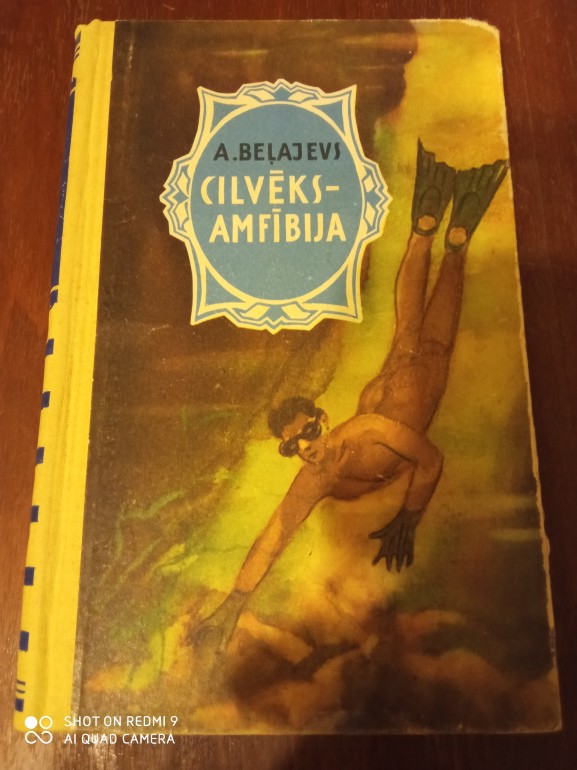 A.BEĻAJEVS
CILVĒKS-
AMFĪBIJA
SHOT ON REDMI 9
AI QUAD CAMERA